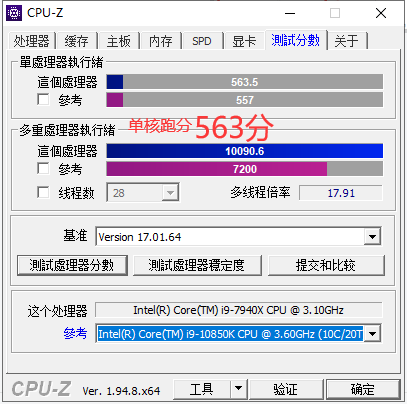 CPU-Z
处理器 缓存 主板 内存 SPD 显卡 測試分數 关于
單處理器執行緒
這個處理器 563.5
參考 557
单核跑分 563分
多重處理器執行緒
這個處理器 10090.6
參考 7200
线程数 28 多线程倍率 17.91
基准 Version 17.01.64
測試處理器分數 測試處理器穩定度 提交和比较
这个处理器 Intel(R) Core(TM) i9-7940X CPU @ 3.10GHz
參考 Intel(R) Core(TM) i9-10850K CPU @ 3.60GHz (10C/20T
CPU-Z Ver. 1.94.8.x64 工具 验证 確定